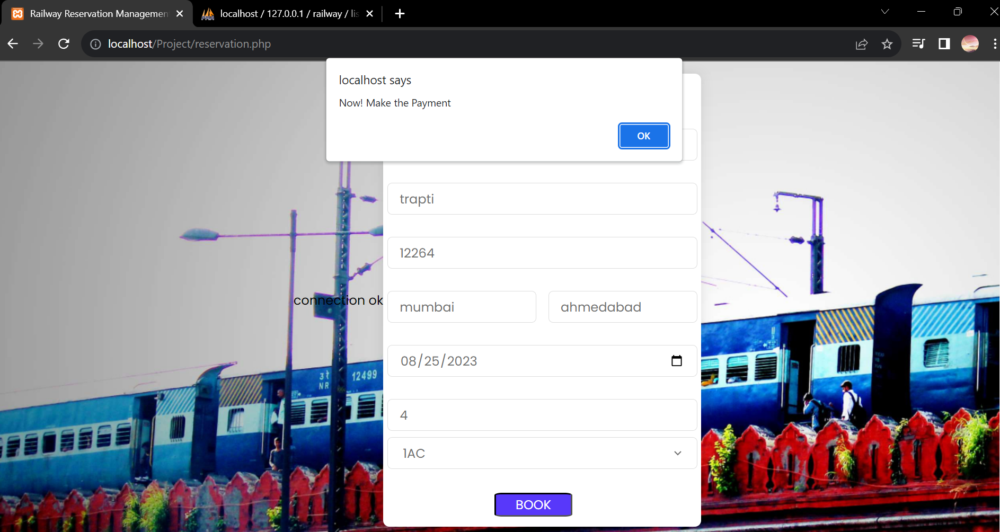 Railway Reservation Managemen
localhost / 127.0.0.1 / railway / lis
localhost/Project/reservation.php
localhost says
Now! Make the Payment
OK
trapti
12264
connection ok
mumbai
ahmedabad
08/25/2023
12499
NR
4
1AC
BOOK